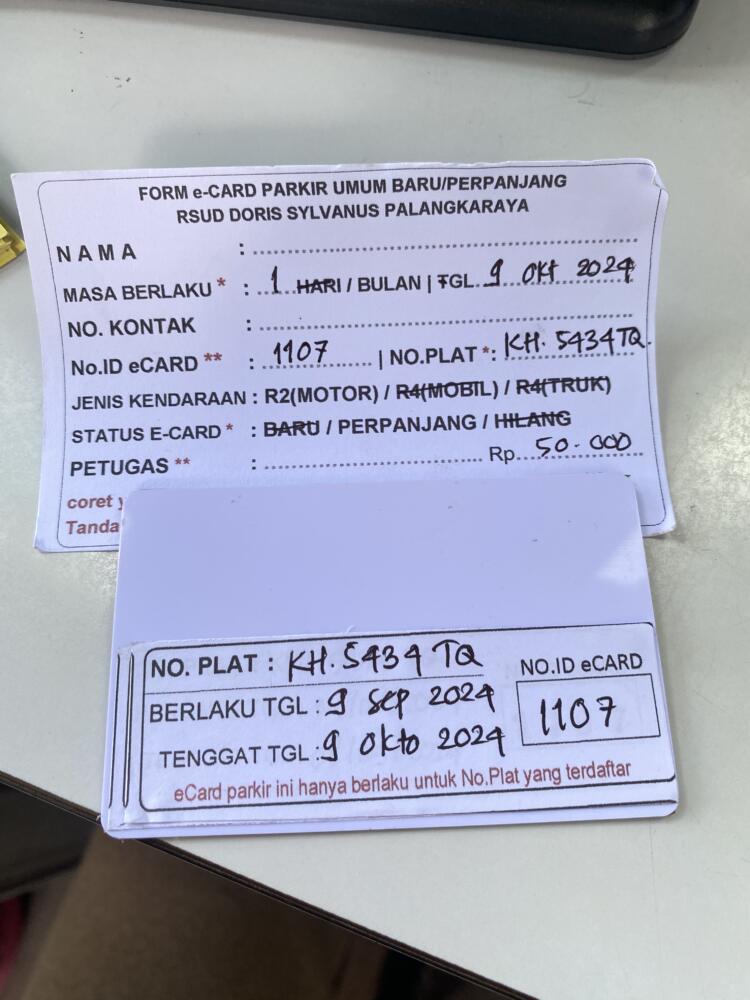 FORM e-CARD PARKIR UMUM BARU/PERPANJANG
RSUD DORIS SYLVANUS PALANGKARAYA
NAMA :
MASA BERLAKU * : 1 HARI / BULAN | TGL 9 Okt 2024
NO. KONTAK :
No.ID eCARD ** : 1107 | NO.PLAT *: KH. 5434 TQ.
JENIS KENDARAAN : R2(MOTOR) / R4(MOBIL) / R4(TRUK)
STATUS E-CARD * : BARU / PERPANJANG / HILANG
PETUGAS ** : Rp. 50.000
coret
Tanda
NO. PLAT : KH. 5434 TQ
NO.ID eCARD
BERLAKU TGL : 9 Sep 2024
1107
TENGGAT TGL : 9 Okto 2024
eCard parkir ini hanya berlaku untuk No.Plat yang terdaftar